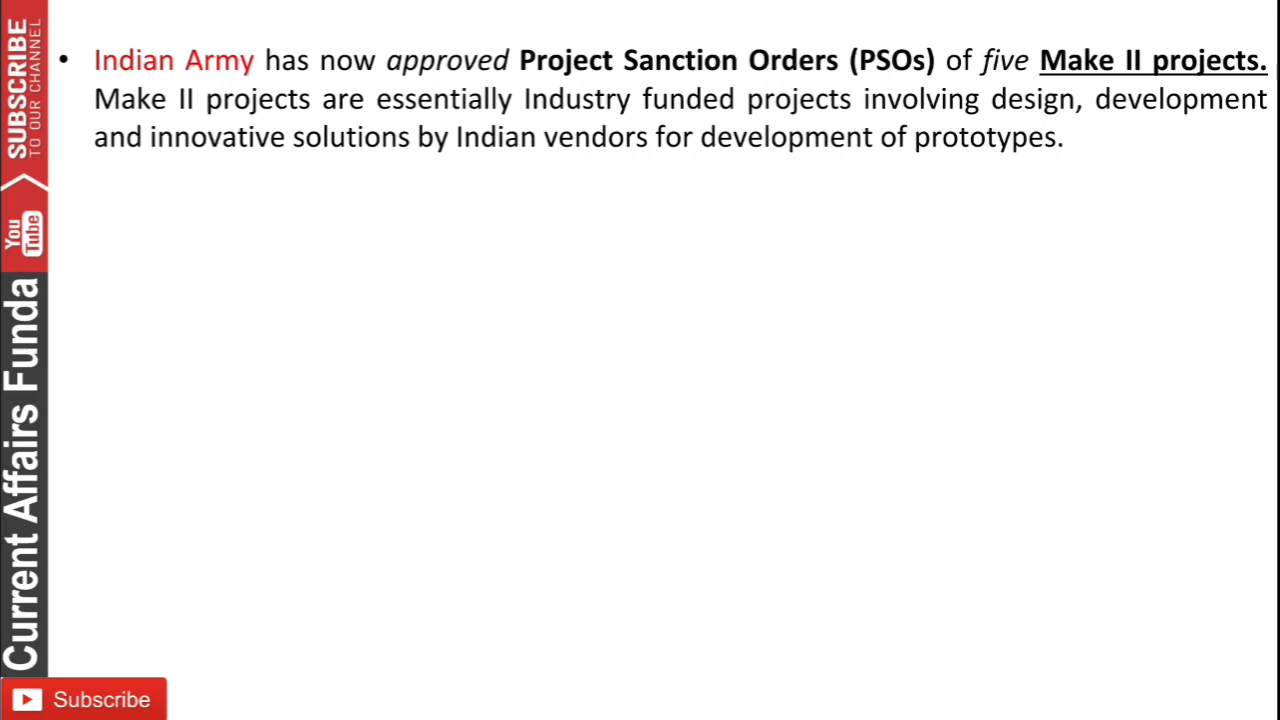 • Indian Army has now approved Project Sanction Orders (PSOs) of five Make II projects.
Make II projects are essentially Industry funded projects involving design, development
and innovative solutions by Indian vendors for development of prototypes.
SUBSCRIBE
TO OUR CHANNEL
You
Tube
Current Affairs Funda
Subscribe